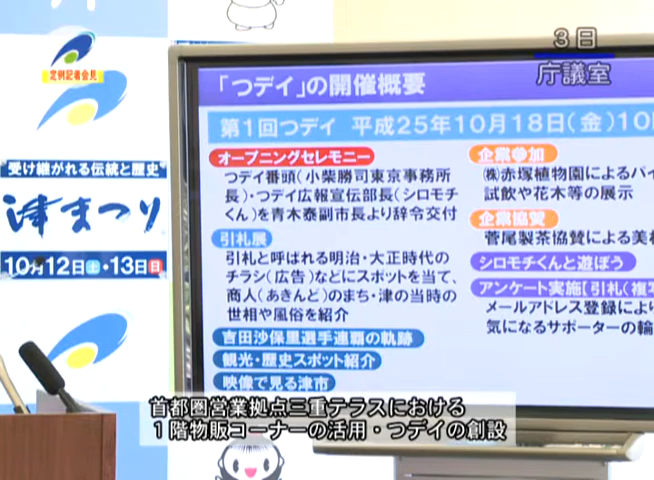 定例記者会見
3日
庁議室
受け継がれる伝統と歴史
津まつり
10月12日土・13日日
「つデイ」の開催概要
第1回つデイ 平成25年10月18日(金)10
オープニングセレモニー
つデイ番頭(小柴勝司東京事務所
長)・つデイ広報宣伝部長(シロモチ
くん)を青木泰副市長より辞令交付
引札展
引札と呼ばれる明治・大正時代の
チラシ(広告)などにスポットを当て、
商人(あきんど)のまち・津の当時の
世相や風俗を紹介
吉田沙保里選手連覇の軌跡
観光・歴史スポット紹介
映像で見る津市
企業参加
㈱赤塚植物園によるバイ
試飲や花木等の展示
企業協賛
菅尾製茶協賛による美
シロモチくんと遊ぼう
アンケート実施【引札(複写
メールアドレス登録により
気になるサポーターの輪
首都圏営業拠点三重テラスにおける
1階物販コーナーの活用・つデイの創設